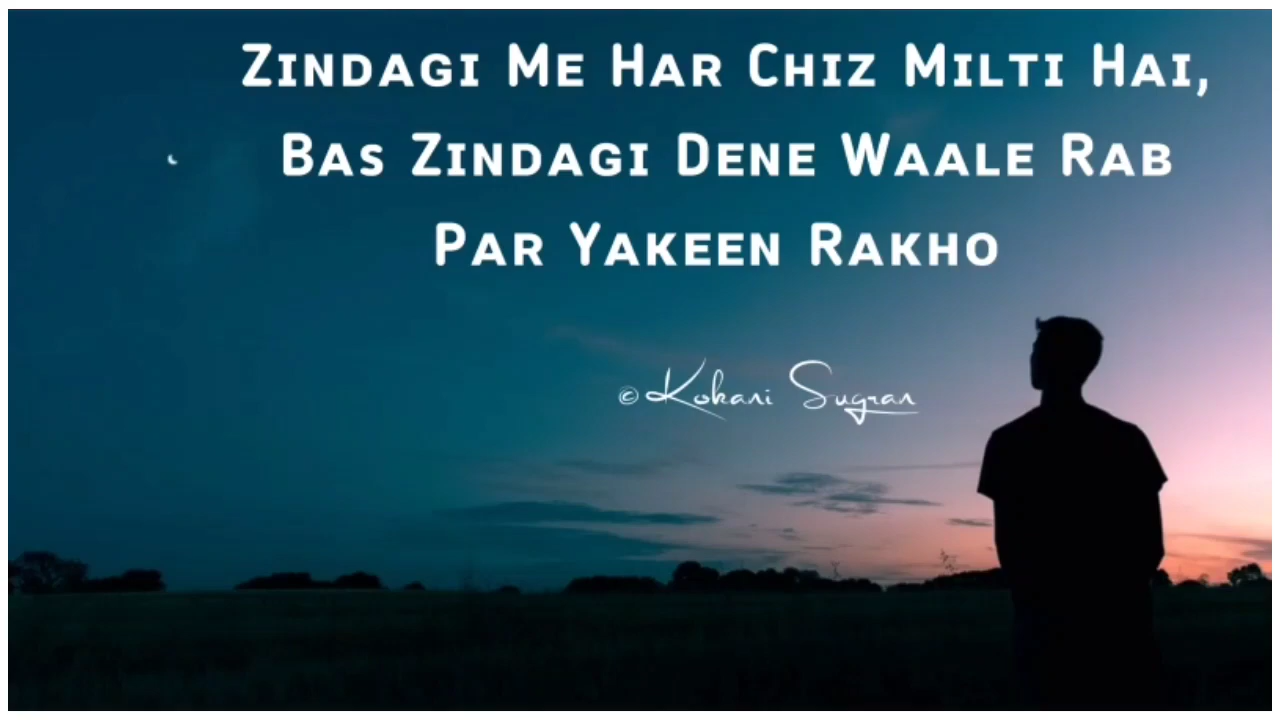 Zindagi Me Har Chiz Milti Hai,
Bas Zindagi Dene Waale Rab
Par Yakeen Rakho
© Kokani Sugran